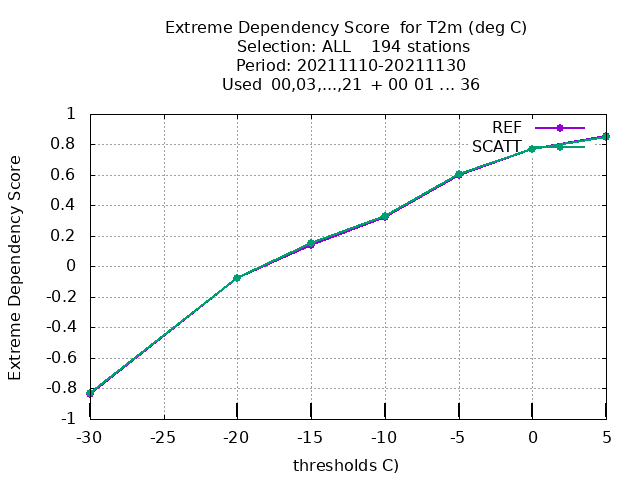 Extreme Dependency Score  for T2m (deg C)
Selection: ALL    194 stations
Period: 20211110-20211130
Used  00,03,...,21  + 00 01 ... 36
REF
SCATT
Extreme Dependency Score
1
0.8
0.6
0.4
0.2
0
-0.2
-0.4
-0.6
-0.8
-1
-30 -25 -20 -15 -10 -5 0 5
thresholds C)